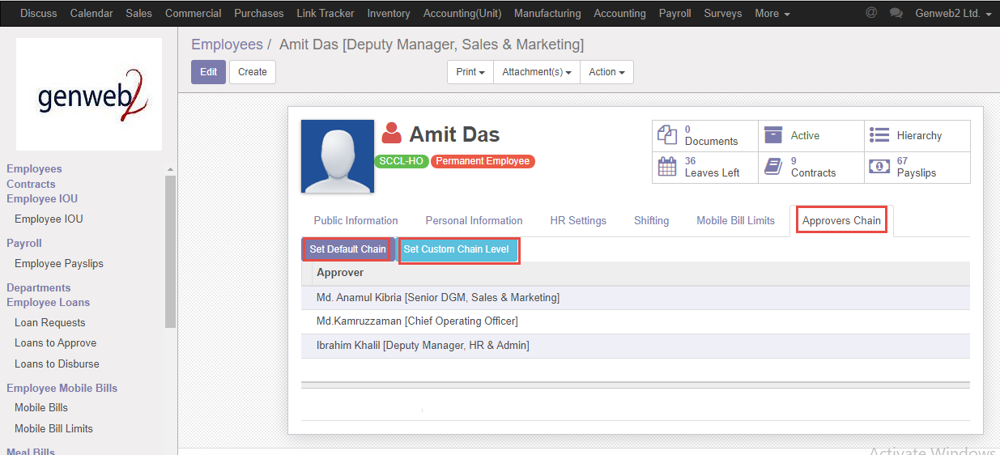 Discuss Calendar Sales Commercial Purchases Link Tracker Inventory Accounting(Unit) Manufacturing Accounting Payroll Surveys More @ Genweb2 Ltd.
genweb2
Employees / Amit Das [Deputy Manager, Sales & Marketing]
Edit Create Print Attachment(s) Action
Employees
Contracts
Employee IOU
Employee IOU
Payroll
Employee Payslips
Departments
Employee Loans
Loan Requests
Loans to Approve
Loans to Disburse
Employee Mobile Bills
Mobile Bills
Mobile Bill Limits
Meal Bills
Amit Das
SCCL-HO Permanent Employee
0
Documents
Active
Hierarchy
36
Leaves Left
9
Contracts
67
Payslips
Public Information Personal Information HR Settings Shifting Mobile Bill Limits Approvers Chain
Set Default Chain Set Custom Chain Level
Approver
Md. Anamul Kibria [Senior DGM, Sales & Marketing]
Md.Kamruzzaman [Chief Operating Officer]
Ibrahim Khalil [Deputy Manager, HR & Admin]
Activate Windows